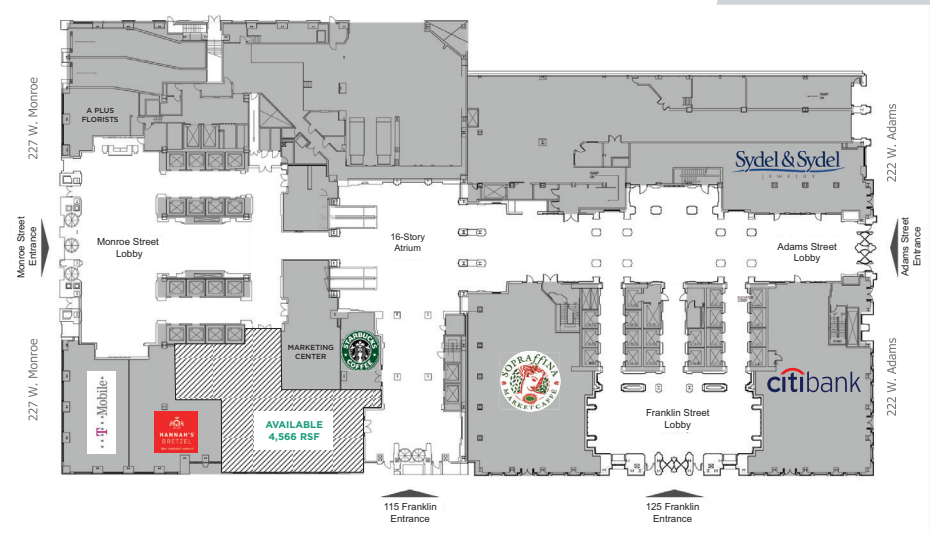 227 W. Monroe
A PLUS
FLORISTS
222 W. Adams
Sydel & Sydel
JEWELRY
Monroe Street
Entrance
Monroe Street
Lobby
16-Story
Atrium
Adams Street
Lobby
Adams Street
Entrance
227 W. Monroe
T··Mobile·
HANNAH'S
BRETZEL
AVAILABLE
4,566 RSF
MARKETING
CENTER
STARBUCKS
COFFEE
SOPRAFFINA
MARKETCAFFÈ
Franklin Street
Lobby
citibank
222 W. Adams
115 Franklin
Entrance
125 Franklin
Entrance